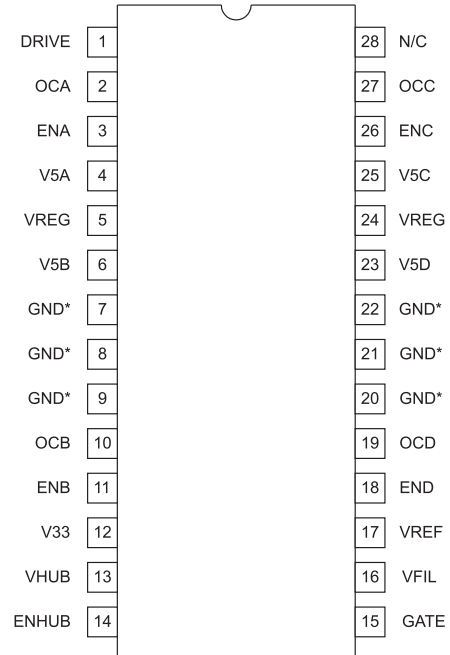 DRIVE 1 28 N/C
OCA 2 27 OCC
ENA 3 26 ENC
V5A 4 25 V5C
VREG 5 24 VREG
V5B 6 23 V5D
GND* 7 22 GND*
GND* 8 21 GND*
GND* 9 20 GND*
OCB 10 19 OCD
ENB 11 18 END
V33 12 17 VREF
VHUB 13 16 VFIL
ENHUB 14 15 GATE